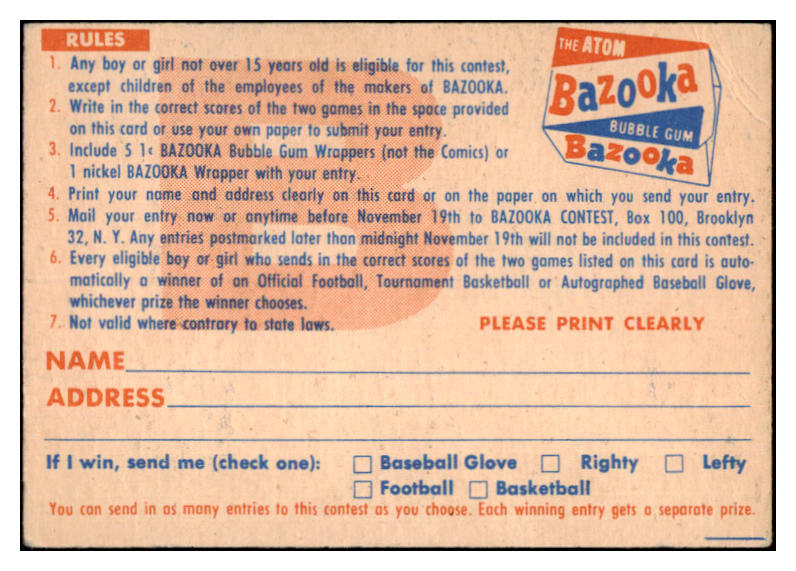 RULES
1. Any boy or girl not over 15 years old is eligible for this contest,
except children of the employees of the makers of BAZOOKA.
2. Write in the correct scores of the two games in the space provided
on this card or use your own paper to submit your entry.
3. Include 5 1¢ BAZOOKA Bubble Gum Wrappers (not the Comics) or
1 nickel BAZOOKA Wrapper with your entry.
THE ATOM
Bazooka
BUBBLE GUM
Bazooka
4. Print your name and address clearly on this card or on the paper on which you send your entry.
5. Mail your entry now or anytime before November 19th to BAZOOKA CONTEST, Box 100, Brooklyn
32, N. Y. Any entries postmarked later than midnight November 19th will not be included in this contest.
6. Every eligible boy or girl who sends in the correct scores of the two games listed on this card is auto-
matically a winner of an Official Football, Tournament Basketball or Autographed Baseball Glove,
whichever prize the winner chooses.
7. Not valid where contrary to state laws.
PLEASE PRINT CLEARLY
B
NAME
ADDRESS
If I win, send me (check one): Baseball Glove Righty Lefty
Football Basketball
You can send in as many entries to this contest as you choose. Each winning entry gets a separate prize.